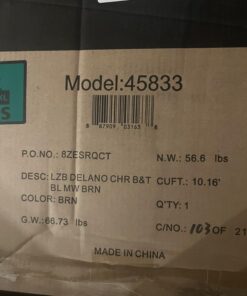 Model:45833
P.O.NO.: 8ZESRQCT
N.W.: 56.6 lbs
DESC: LZB DELANO CHR B&T
BL MW BRN
CUFT.: 10.16'
COLOR: BRN
Q'TY: 1
G.W.:66.73 lbs
C/NO.: 103 OF 21
MADE IN CHINA